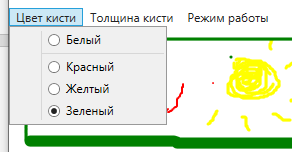 Цвет кисти Толщина кисти Режим работы
Белый
Красный
Желтый
Зеленый